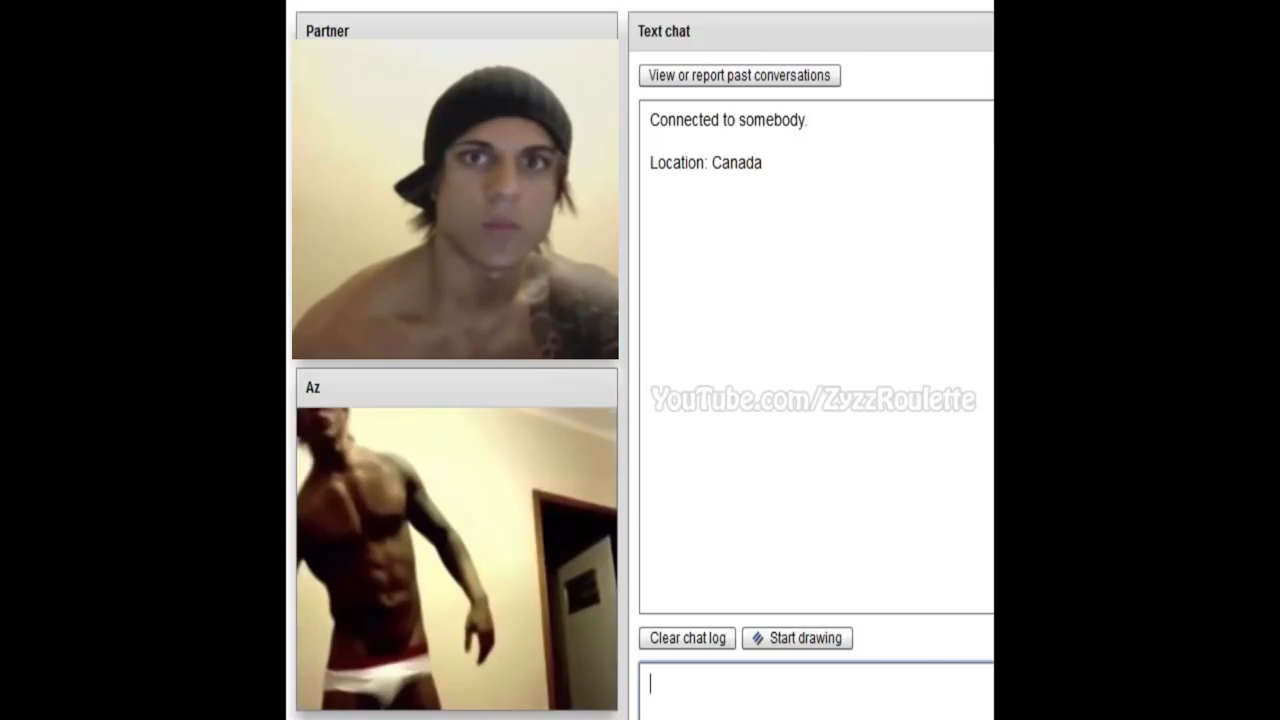 Partner
Text chat
View or report past conversations
Connected to somebody.
Location: Canada
Az
YouTube.com/ZyzzRoulette
Clear chat log
Start drawing